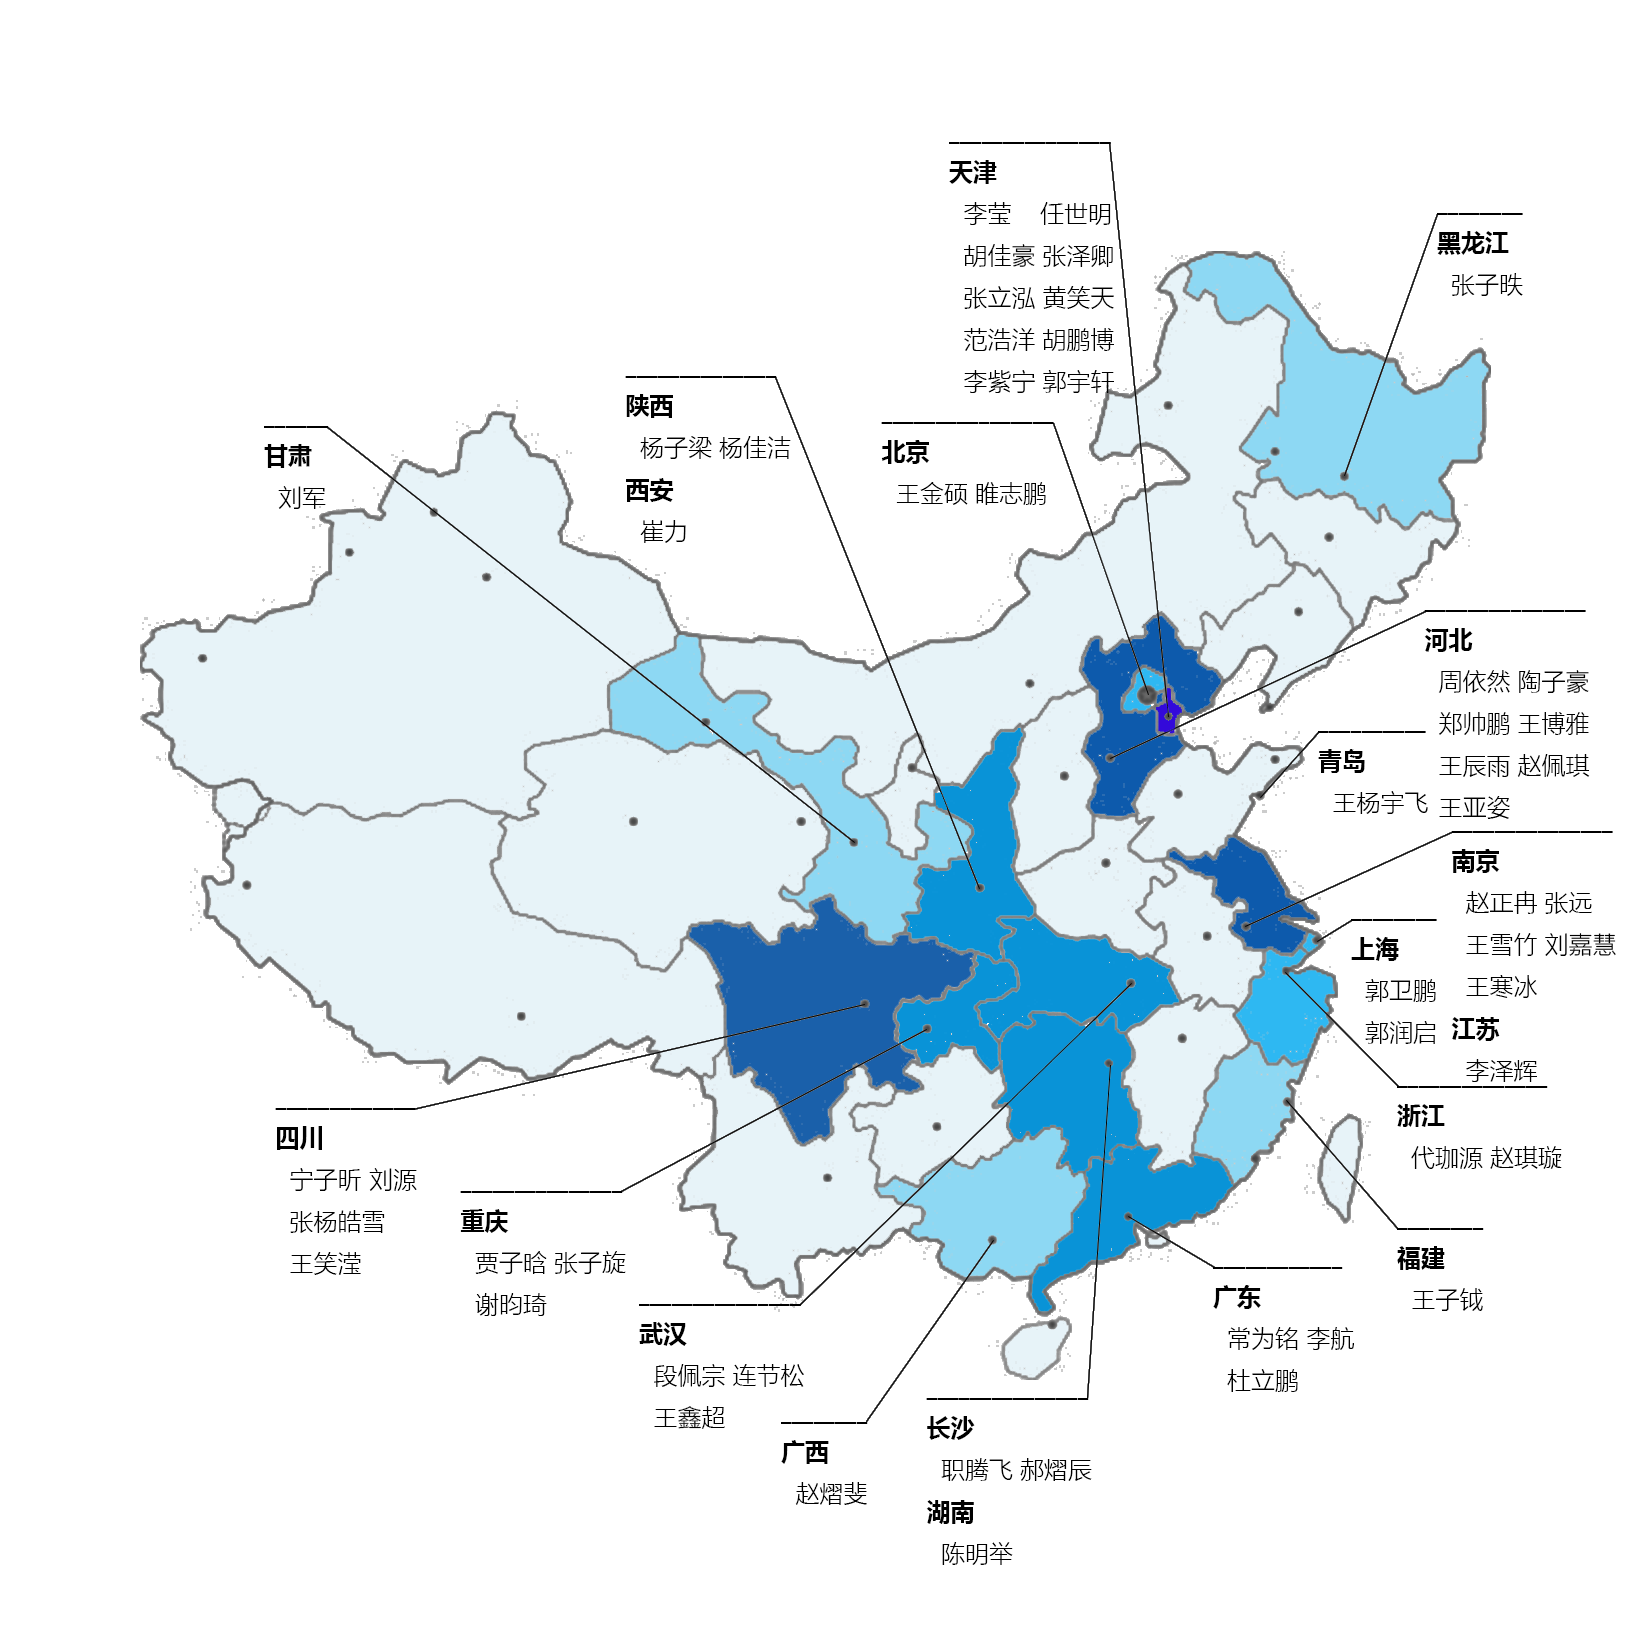 天津
李莹 任世明
胡佳豪 张泽卿
张立泓 黄笑天
范浩洋 胡鹏博
李紫宁 郭宇轩
黑龙江
张子昳
陕西
杨子梁 杨佳洁
西安
崔力
甘肃
刘军
北京
王金硕 睢志鹏
河北
周依然 陶子豪
郑帅鹏 王博雅
王辰雨 赵佩琪
王亚姿
青岛
王杨宇飞
南京
赵正冉 张远
王雪竹 刘嘉慧
王寒冰
江苏
李泽辉
上海
郭卫鹏
郭润启
浙江
代珈源 赵琪璇
四川
宁子昕 刘源
张杨皓雪
王笑滢
重庆
贾子晗 张子旋
谢昀琦
福建
王子钺
广东
常为铭 李航
杜立鹏
武汉
段佩宗 连节松
王鑫超
广西
赵熠斐
长沙
职腾飞 郝熠辰
湖南
陈明举